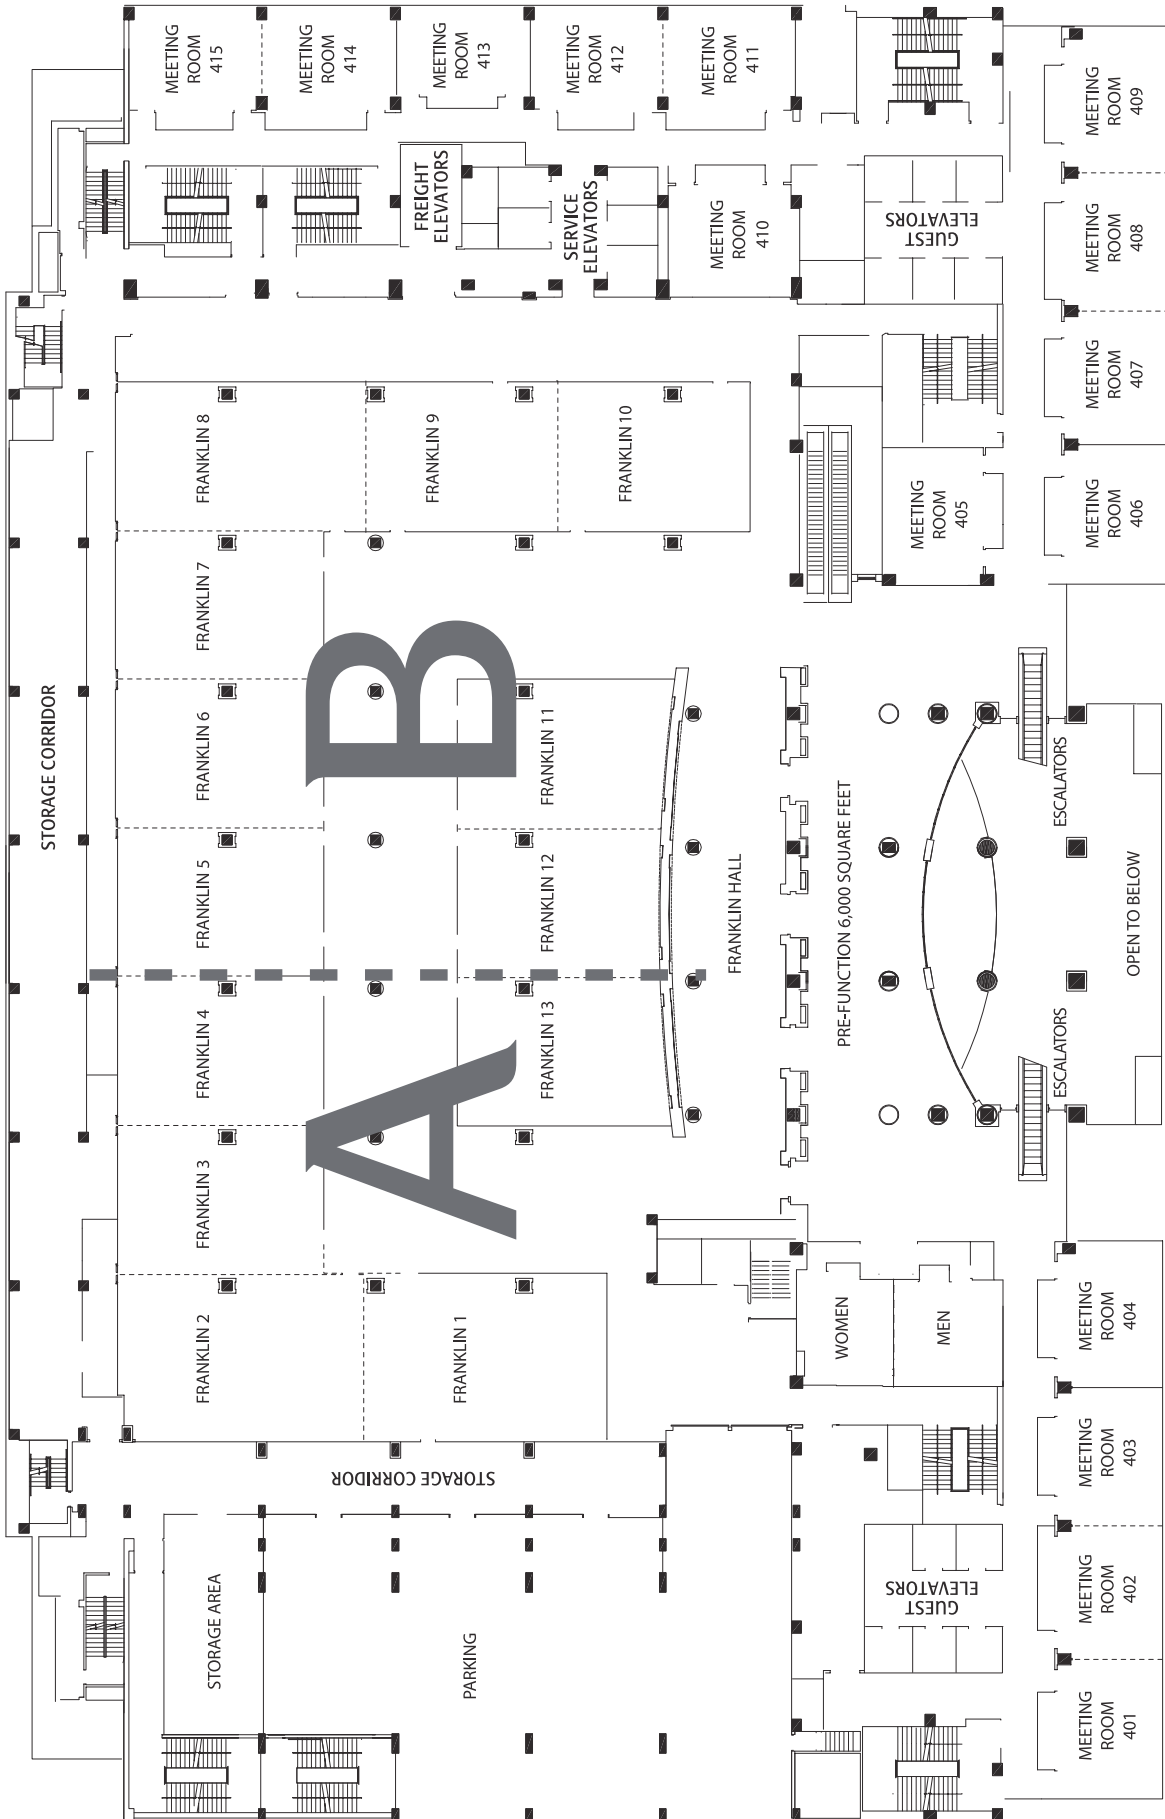 STORAGE CORRIDOR
STORAGE AREA
PARKING
STORAGE CORRIDOR
FRANKLIN 2
FRANKLIN 3
FRANKLIN 4
FRANKLIN 5
FRANKLIN 6
FRANKLIN 7
FRANKLIN 8
FRANKLIN 1
A
B
FRANKLIN 9
FRANKLIN 13
FRANKLIN 12
FRANKLIN 11
FRANKLIN 10
FRANKLIN HALL
PRE-FUNCTION 6,000 SQUARE FEET
WOMEN
MEN
MEETING
ROOM
415
MEETING
ROOM
414
MEETING
ROOM
413
MEETING
ROOM
412
MEETING
ROOM
411
FREIGHT
ELEVATORS
SERVICE
ELEVATORS
MEETING
ROOM
410
GUEST
ELEVATORS
GUEST
ELEVATORS
MEETING
ROOM
405
ESCALATORS
ESCALATORS
OPEN TO BELOW
MEETING
ROOM
401
MEETING
ROOM
402
MEETING
ROOM
403
MEETING
ROOM
404
MEETING
ROOM
406
MEETING
ROOM
407
MEETING
ROOM
408
MEETING
ROOM
409